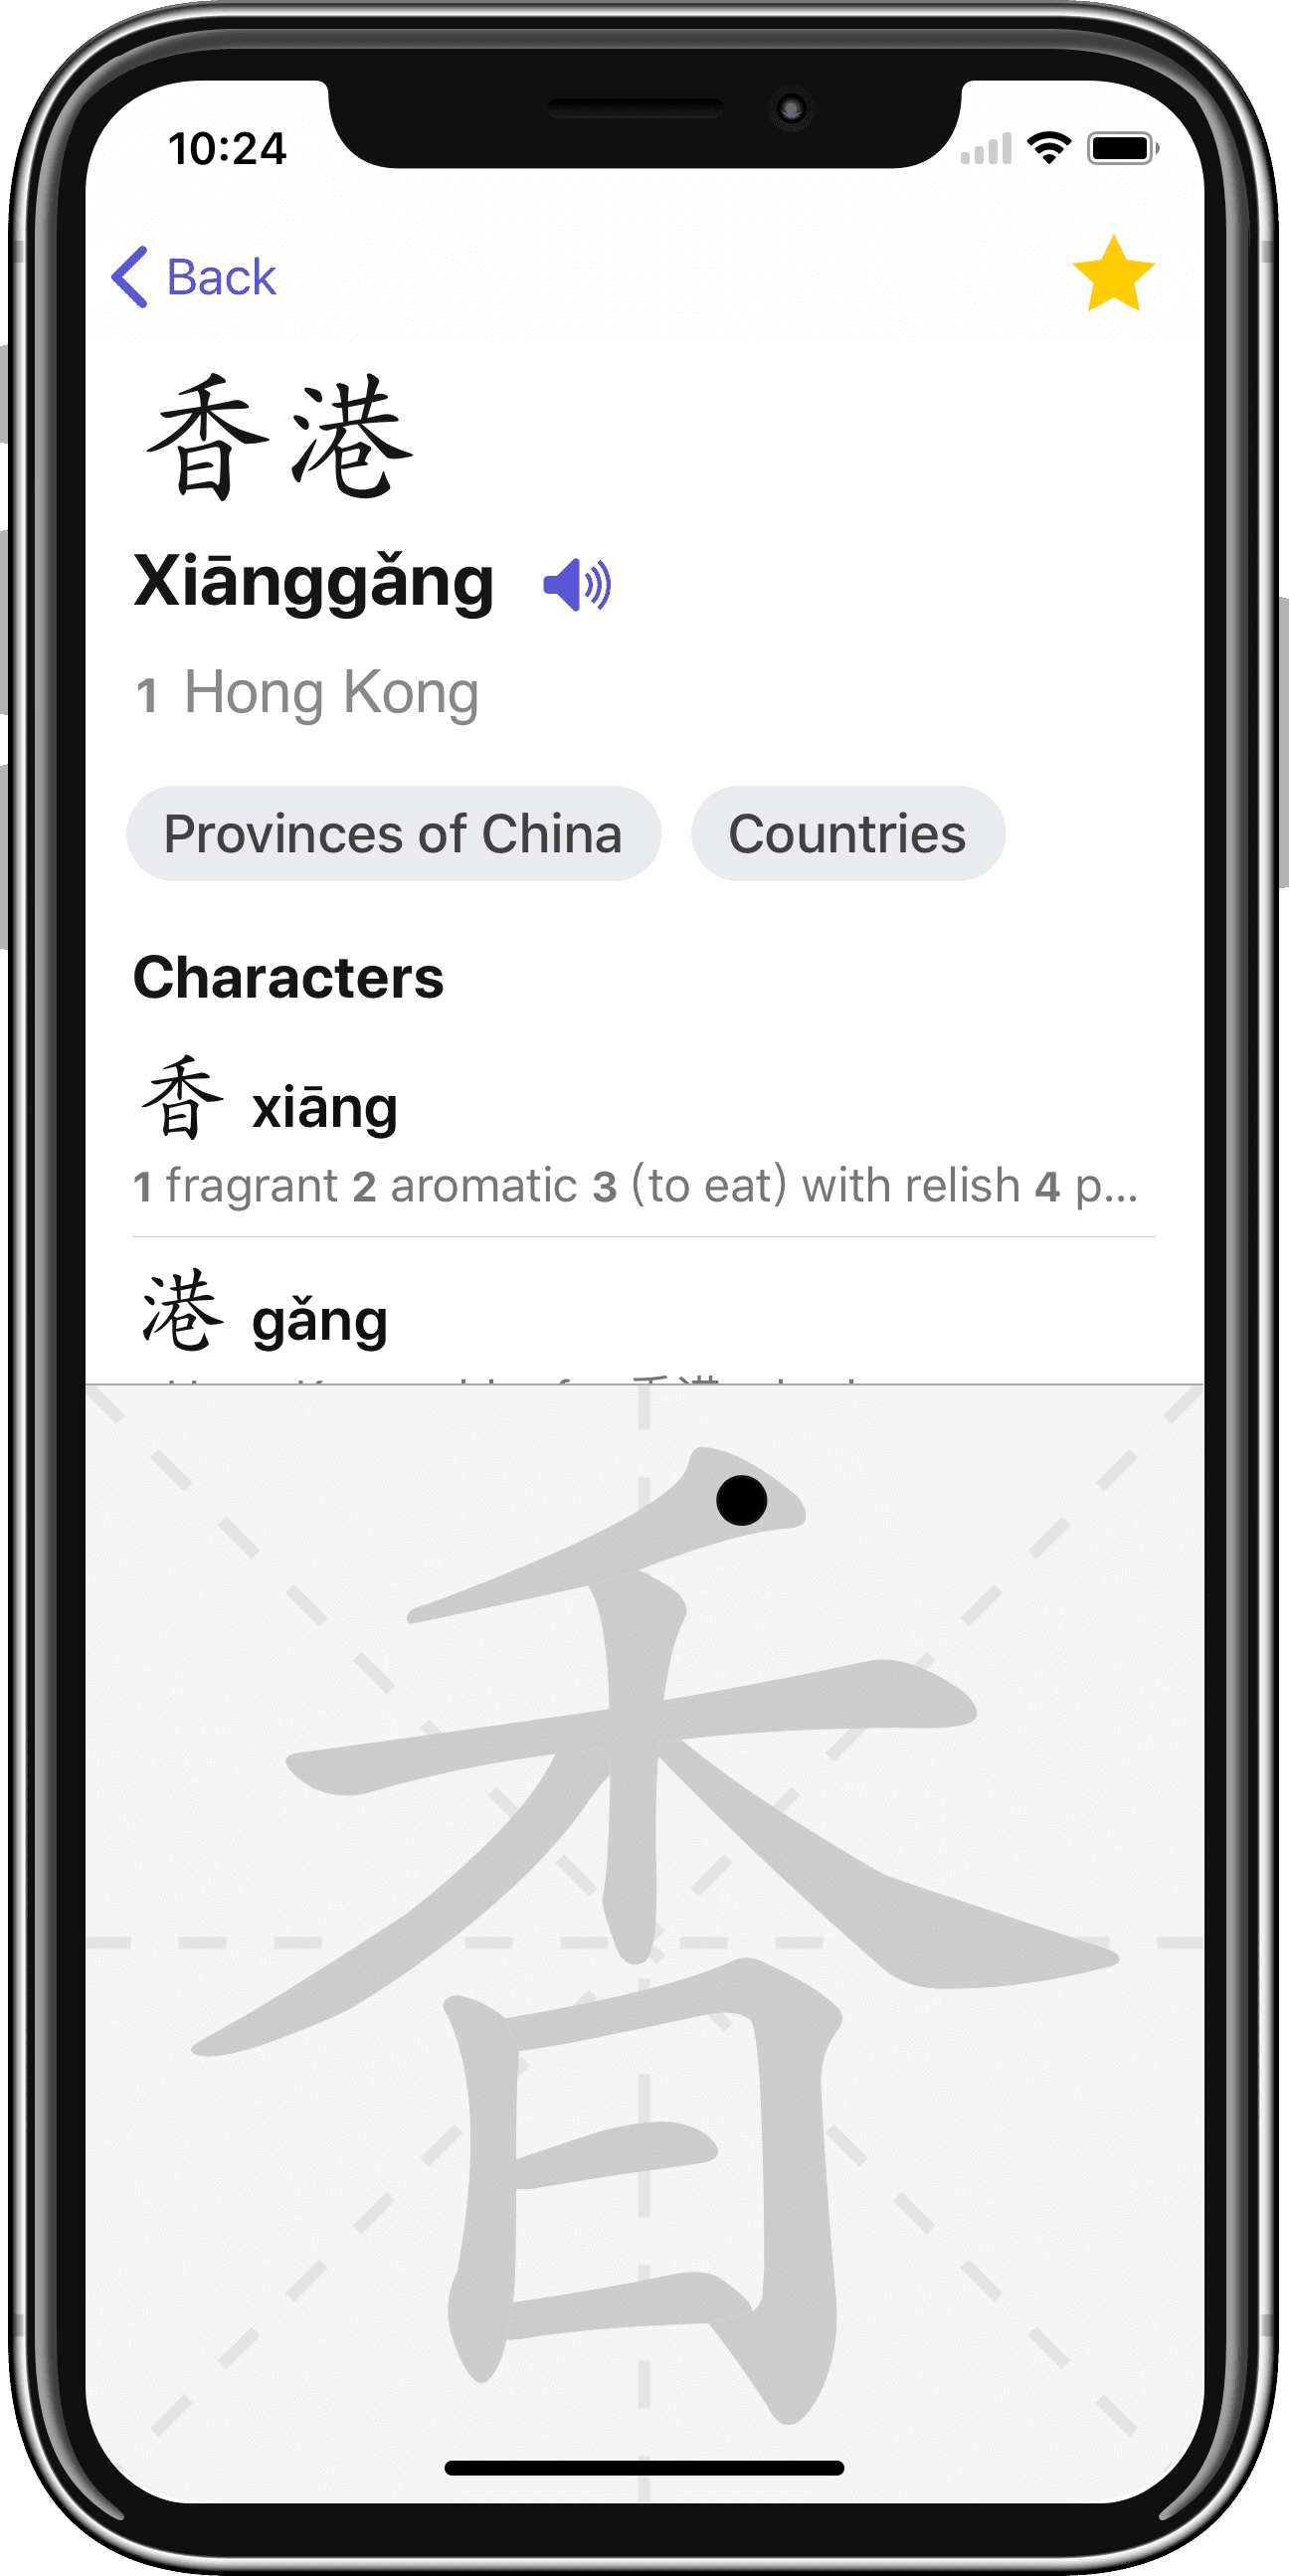 10:24
Back
香港
Xiānggǎng
1 Hong Kong
Provinces of China Countries
Characters
香 xiāng
1 fragrant 2 aromatic 3 (to eat) with relish 4 p...
港 gǎng
香